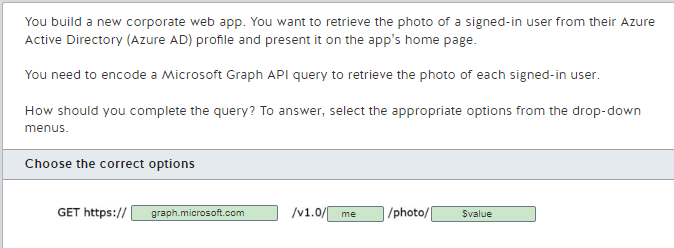 You build a new corporate web app. You want to retrieve the photo of a signed-in user from their Azure
Active Directory (Azure AD) profile and present it on the app's home page.
You need to encode a Microsoft Graph API query to retrieve the photo of each signed-in user.
How should you complete the query? To answer, select the appropriate options from the drop-down
menus.
Choose the correct options
GET https:// graph.microsoft.com /v1.0/ me /photo/ $value